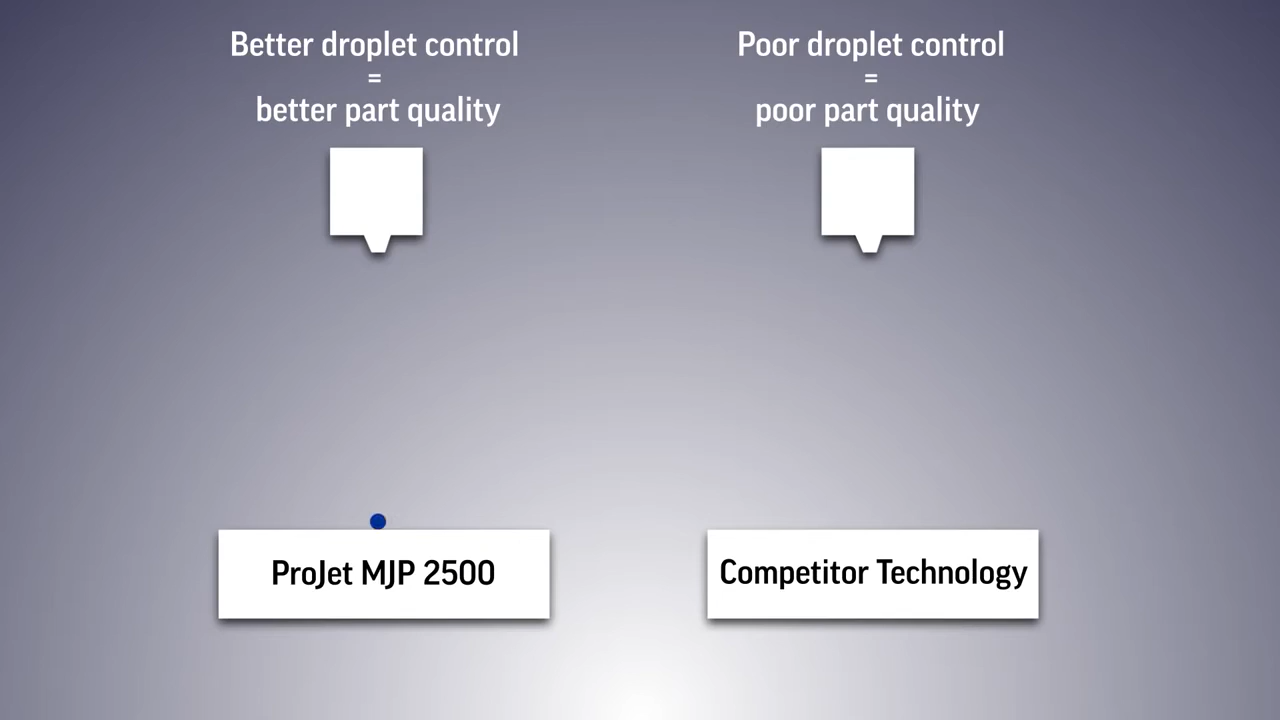 Better droplet control
=
better part quality
Poor droplet control
=
poor part quality
ProJet MJP 2500
Competitor Technology